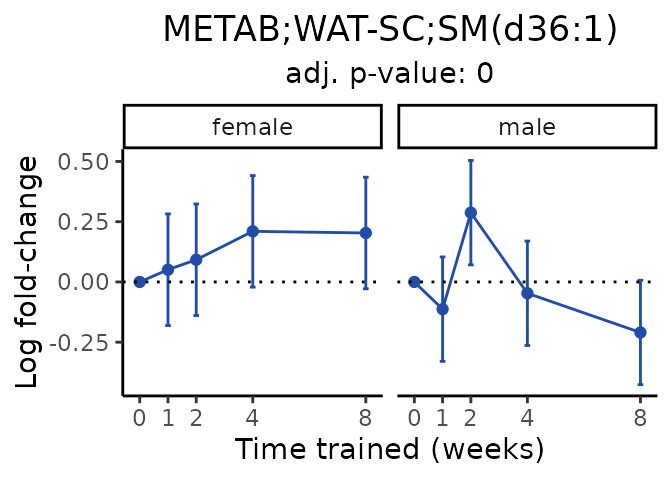 METAB;WAT-SC;SM(d36:1)
adj. p-value: 0
female
male
Log fold-change
0.50
0.25
0.00
-0.25
0 1 2 4 8
0 1 2 4 8
Time trained (weeks)